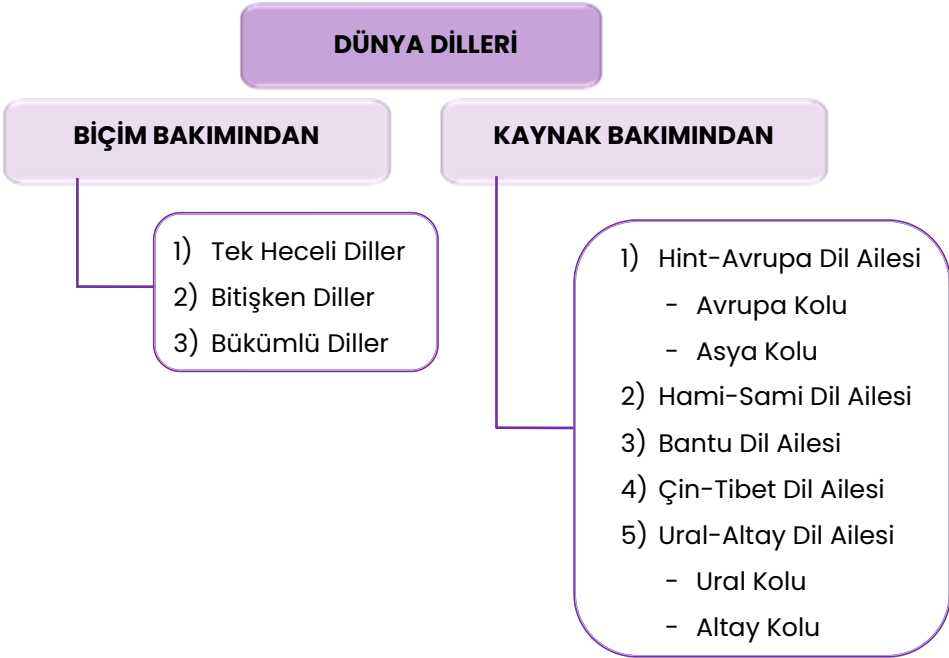 DÜNYA DİLLERİ
BİÇİM BAKIMINDAN
1) Tek Heceli Diller
2) Bitişken Diller
3) Bükümlü Diller
KAYNAK BAKIMINDAN
1) Hint-Avrupa Dil Ailesi
- Avrupa Kolu
- Asya Kolu
2) Hami-Sami Dil Ailesi
3) Bantu Dil Ailesi
4) Çin-Tibet Dil Ailesi
5) Ural-Altay Dil Ailesi
- Ural Kolu
- Altay Kolu